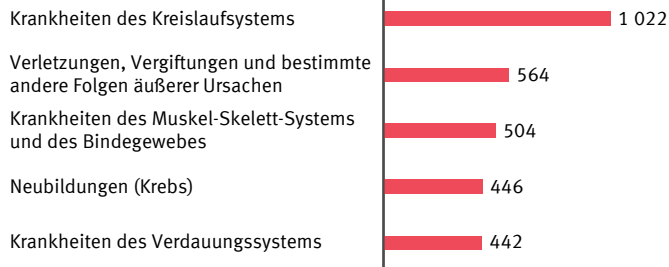 Krankheiten des Kreislaufsystems 1 022
Verletzungen, Vergiftungen und bestimmte
andere Folgen äußerer Ursachen 564
Krankheiten des Muskel-Skelett-Systems
und des Bindegewebes 504
Neubildungen (Krebs) 446
Krankheiten des Verdauungssystems 442